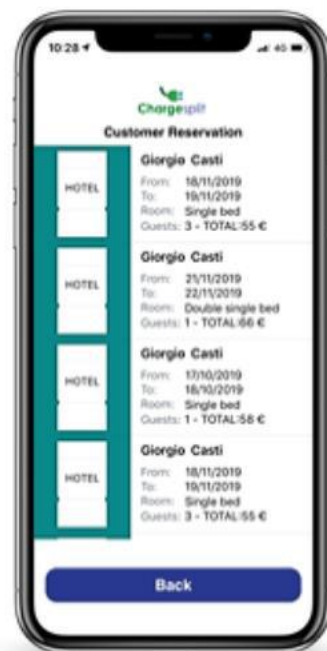 10:28
4G
Chargesplit
Customer Reservation
HOTEL
Giorgio Casti
From: 18/11/2019
To: 19/11/2019
Room: Single bed
Guests: 3 - TOTAL:55 €
HOTEL
Giorgio Casti
From: 21/11/2019
To: 22/11/2019
Room: Double single bed
Guests: 1 - TOTAL:66 €
HOTEL
Giorgio Casti
From: 17/10/2019
To: 18/10/2019
Room: Single bed
Guests: 1 - TOTAL:58 €
HOTEL
Giorgio Casti
From: 18/11/2019
To: 19/11/2019
Room: Single bed
Guests: 3 - TOTAL:55 €
Back